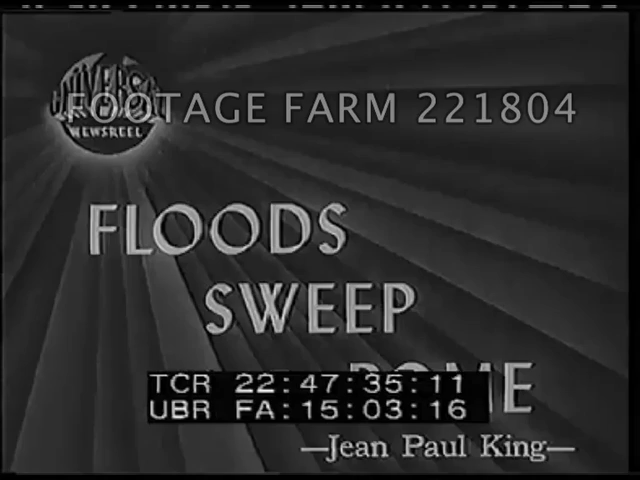 UNIVERSAL
FOOTAGE FARM 221804
NEWSREEL
FLOODS
SWEEP
ROME
TCR 22:47:35:11
UBR FA:15:03:16
—Jean Paul King—